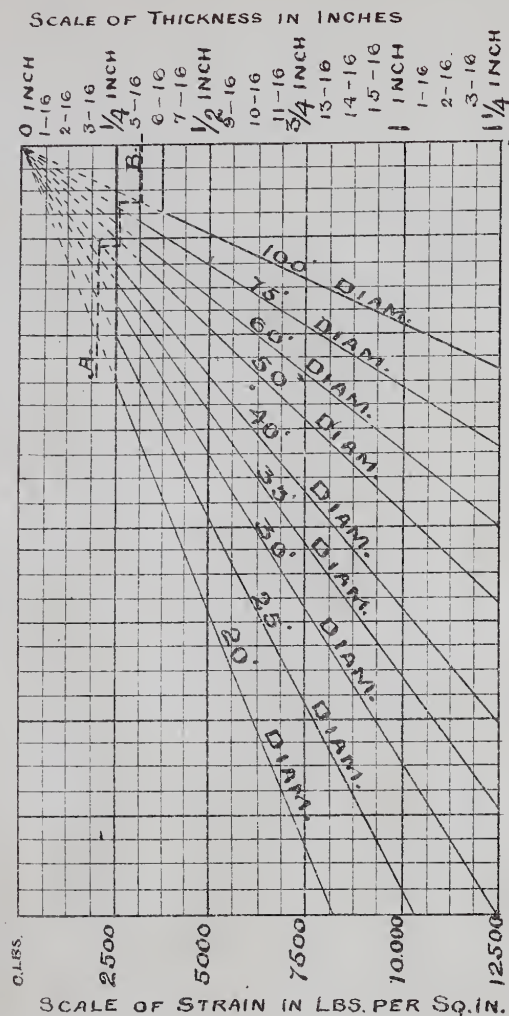 SCALE OF THICKNESS IN INCHES
0 INCH
1-16
2-16
3-16
1/4 INCH
5-16
6-16
7-16
1/2 INCH
9-16
10-16
11-16
3/4 INCH
13-16
14-16
15-16
1 INCH
1-16
2-16.
3-16
1 1/4 INCH
B.
A.
100' DIAM.
75' DIAM.
60' DIAM.
50' DIAM.
40' DIAM.
35' DIAM.
30' DIAM.
25' DIAM.
20' DIAM.
0.LBS.
2500
5000
7500
10.000
12500
SCALE OF STRAIN IN LBS. PER SQ.IN.